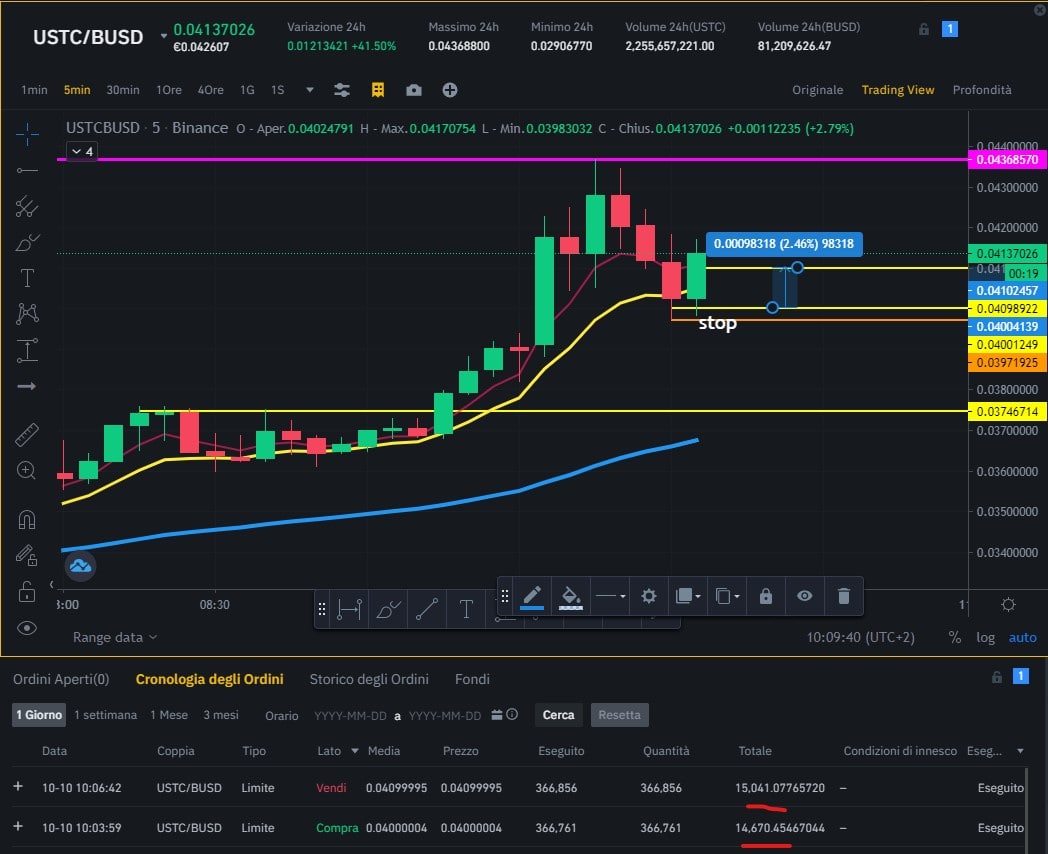 USTC/BUSD
0.04137026
€0.042607
Variazione 24h
0.01213421 +41.50%
Massimo 24h
0.04368800
Minimo 24h
0.02906770
Volume 24h(USTC)
2,255,657,221.00
Volume 24h(BUSD)
81,209,626.47
1
1min 5min 30min 1Ore 4Ore 1G 1S
Originale Trading View Profondità
USTCBUSD · 5 · Binance O - Aper.0.04024791 H - Max.0.04170754 L - Min.0.03983032 C - Chius.0.04137026 +0.00112235 (+2.79%)
4
0.04400000
0.04368570
0.04300000
0.04200000
0.00098318 (2.46%) 98318
0.04137026
00:19
0.04102457
0.04098922
stop
0.04004139
0.04001249
0.03971925
0.03800000
0.03746714
0.03700000
0.03600000
0.03500000
0.03400000
08:30
Range data
10:09:40 (UTC+2) % log auto
Ordini Aperti(0) Cronologia degli Ordini Storico degli Ordini Fondi
1
1 Giorno 1 settimana 1 Mese 3 mesi Orario YYYY-MM-DD a YYYY-MM-DD Cerca Resetta
Data Coppia Tipo Lato Media Prezzo Eseguito Quantità Totale Condizioni di innesco Eseg...
+ 10-10 10:06:42 USTC/BUSD Limite Vendi 0.04099995 0.04099995 366,856 366,856 15,041.07765720 – Eseguito
+ 10-10 10:03:59 USTC/BUSD Limite Compra 0.04000004 0.04000004 366,761 366,761 14,670.45467044 – Eseguito